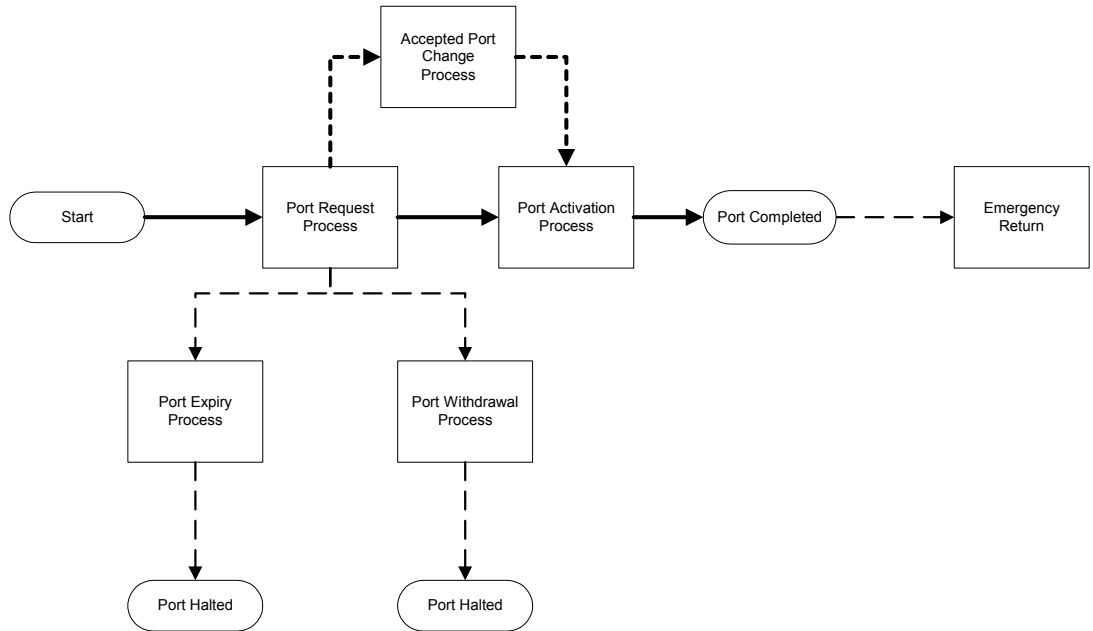 Accepted Port
Change
Process
Start
Port Request
Process
Port Activation
Process
Port Completed
Emergency
Return
Port Expiry
Process
Port Withdrawal
Process
Port Halted
Port Halted